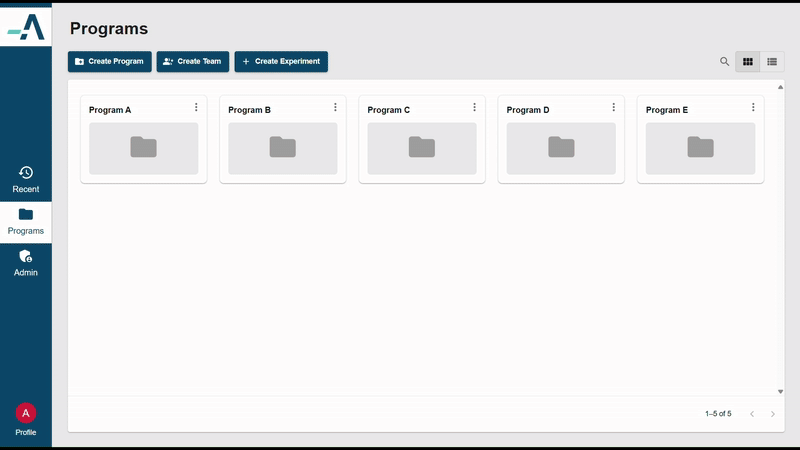 Programs
Create Program
Create Team
Create Experiment
Program A
Program B
Program C
Program D
Program E
Recent
Programs
Admin
A
Profile
1–5 of 5